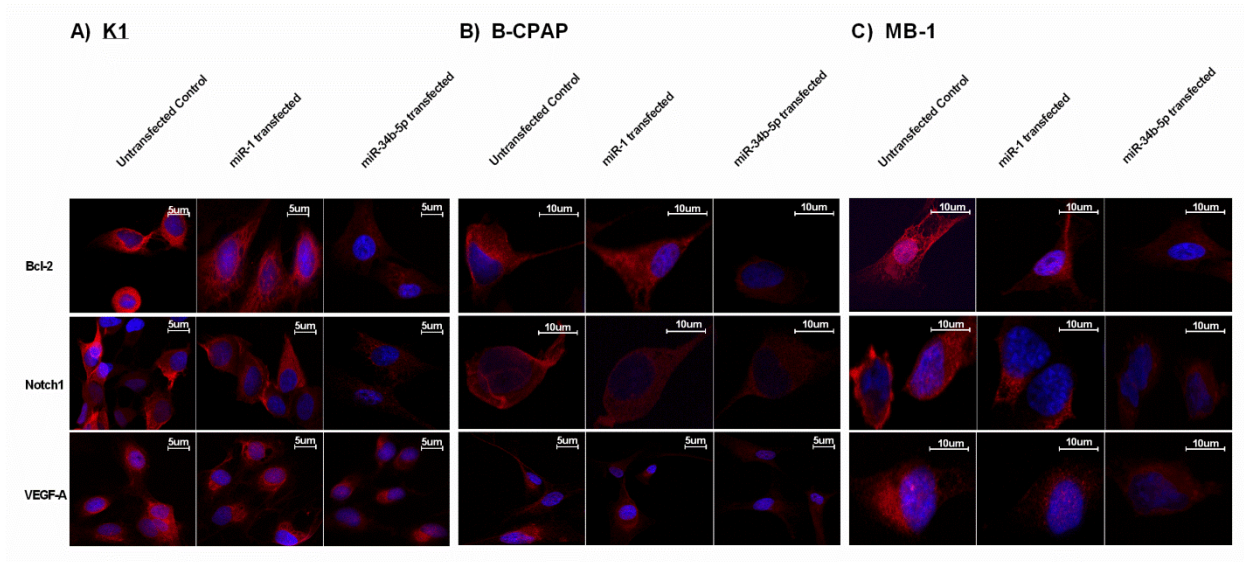 A) K1 B) B-CPAP C) MB-1
Untransfected Control miR-1 transfected miR-34b-5p transfected Untransfected Control miR-1 transfected miR-34b-5p transfected Untransfected Control miR-1 transfected miR-34b-5p transfected
5um 5um 5um 10um 10um 10um 10um 10um 10um
Bcl-2
5um 5um 5um 10um 10um 10um 10um 10um 10um
Notch1
5um 5um 5um 5um 5um 5um 10um 10um 10um
VEGF-A